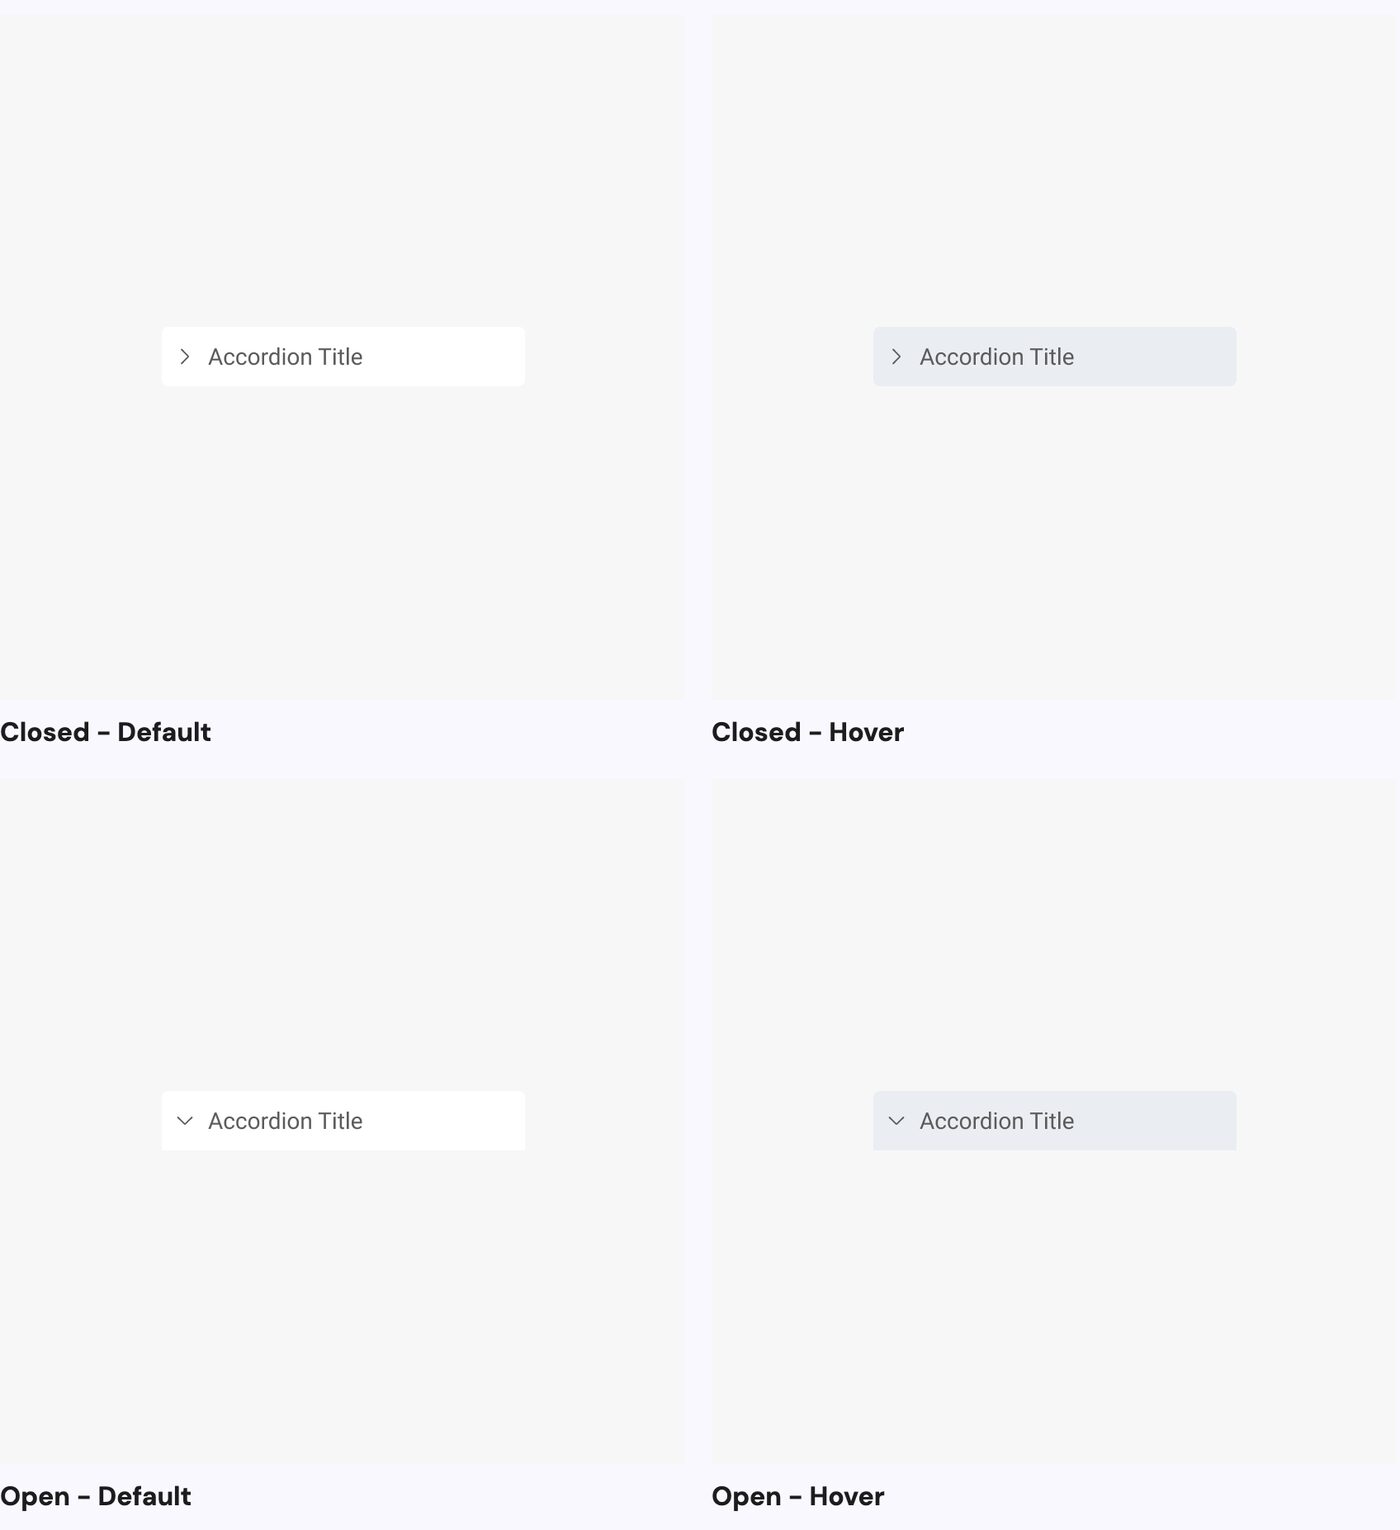 Accordion Title
Accordion Title
Closed - Default
Closed - Hover
Accordion Title
Accordion Title
Open - Default
Open - Hover